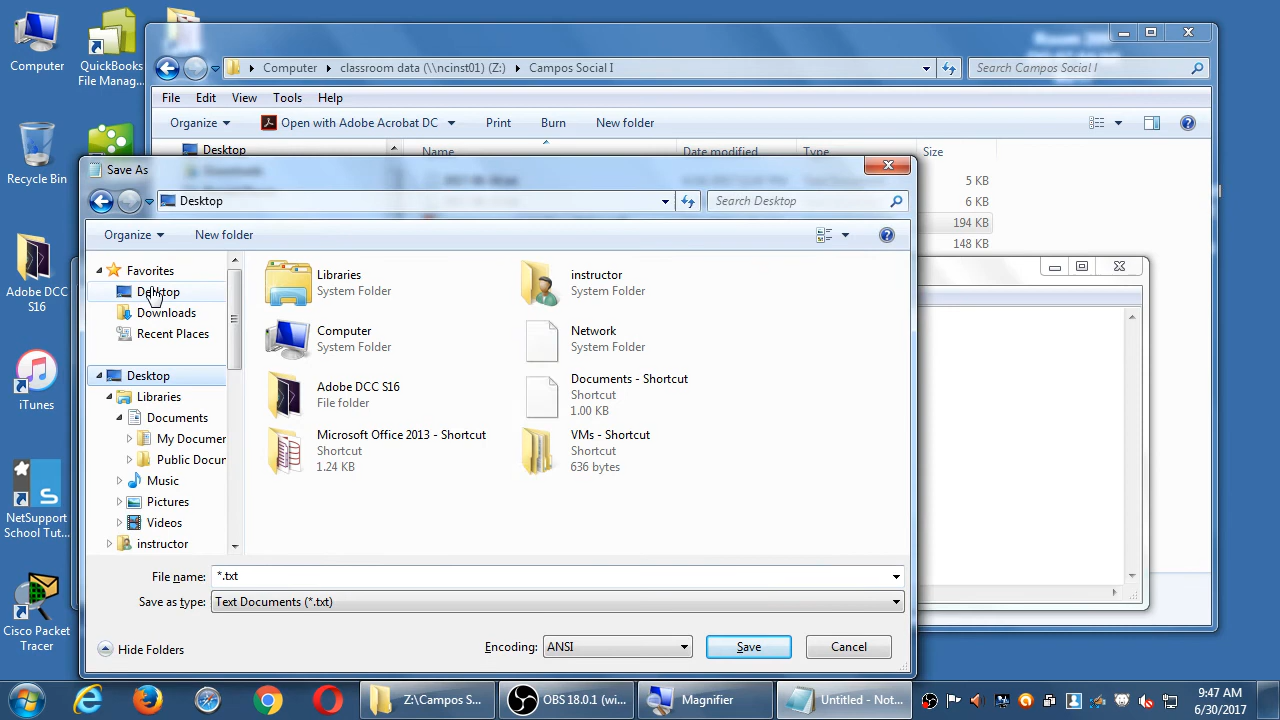 Computer
QuickBooks
File Manag...
Recycle Bin
Adobe DCC
S16
iTunes
NetSupport
School Tut...
Cisco Packet
Tracer
Computer classroom data (\\ncinst01) (Z:) Campos Social I
Search Campos Social I
File Edit View Tools Help
Organize Open with Adobe Acrobat DC Print Burn New folder
Desktop
Name Date modified Type Size
5 KB
6 KB
194 KB
148 KB
Save As
Desktop
Search Desktop
Organize New folder
Favorites
Desktop
Downloads
Recent Places
Desktop
Libraries
Documents
My Documer
Public Docur
Music
Pictures
Videos
instructor
Libraries
System Folder
instructor
System Folder
Computer
System Folder
Network
System Folder
Adobe DCC S16
File folder
Documents - Shortcut
Shortcut
1.00 KB
Microsoft Office 2013 - Shortcut
Shortcut
1.24 KB
VMs - Shortcut
Shortcut
636 bytes
File name: *.txt
Save as type: Text Documents (*.txt)
Hide Folders
Encoding: ANSI
Save Cancel
Z:\Campos S...
OBS 18.0.1 (wi...
Magnifier
Untitled - Not...
9:47 AM
6/30/2017